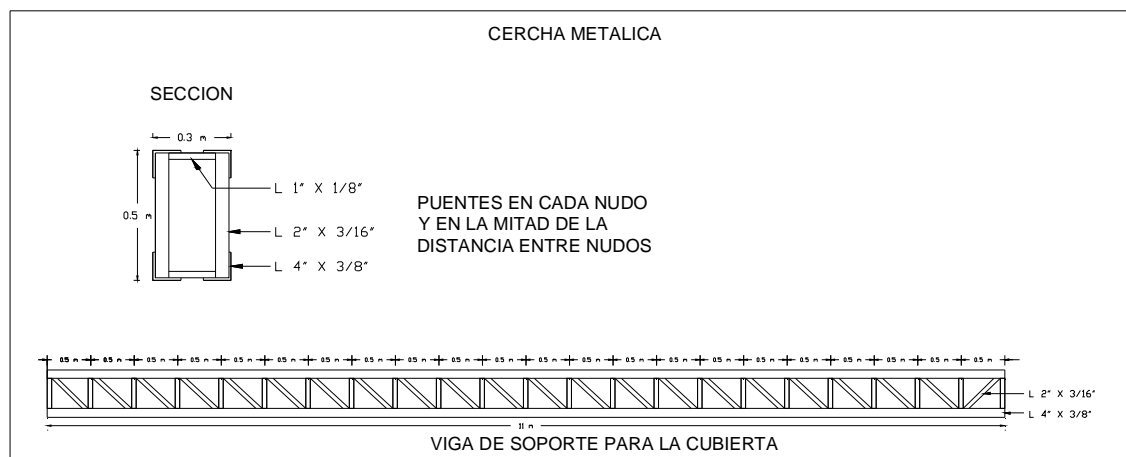 CERCHA METALICA
SECCION
0.3 m
L 1" X 1/8"
PUENTES EN CADA NUDO
Y EN LA MITAD DE LA
DISTANCIA ENTRE NUDOS
0.5 m
L 2" X 3/16"
L 4" X 3/8"
0.5 m 0.5 m 0.5 m 0.5 m 0.5 m 0.5 m 0.5 m 0.5 m 0.5 m 0.5 m 0.5 m 0.5 m 0.5 m 0.5 m 0.5 m 0.5 m 0.5 m 0.5 m 0.5 m 0.5 m 0.5 m 0.5 m
L 2" X 3/16"
L 4" X 3/8"
11 m
VIGA DE SOPORTE PARA LA CUBIERTA